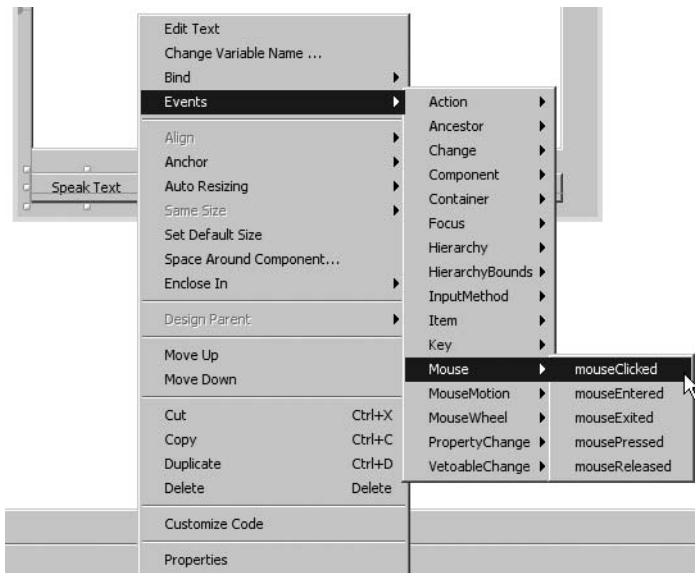 Edit Text
Change Variable Name ...
Bind
Events
Align
Anchor
Auto Resizing
Same Size
Set Default Size
Space Around Component...
Enclose In
Design Parent
Move Up
Move Down
Cut Ctrl+X
Copy Ctrl+C
Duplicate Ctrl+D
Delete Delete
Customize Code
Properties
Speak Text
Action
Ancestor
Change
Component
Container
Focus
Hierarchy
HierarchyBounds
InputMethod
Item
Key
Mouse
MouseMotion
MouseWheel
PropertyChange
VetoableChange
mouseClicked
mouseEntered
mouseExited
mousePressed
mouseReleased